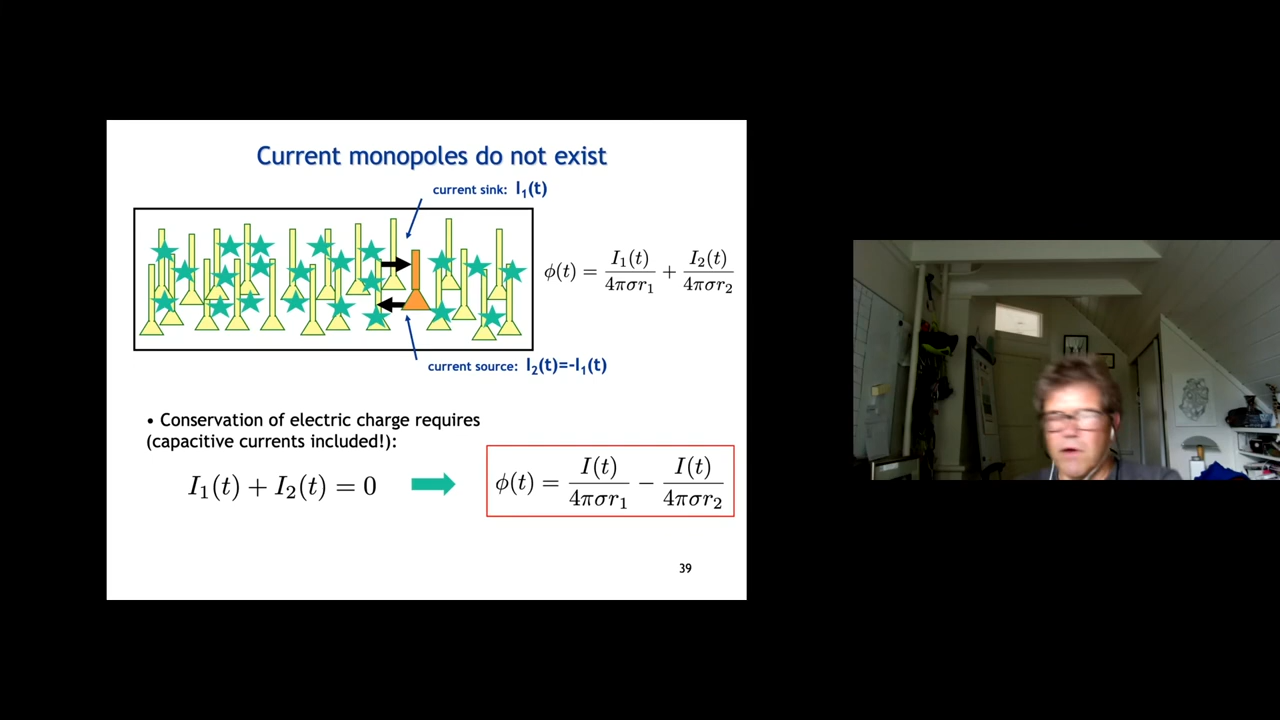 Current monopoles do not exist
current sink: I₁(t)
ϕ(t) = I₁(t)/4πσr₁ + I₂(t)/4πσr₂
current source: I₂(t)=-I₁(t)
• Conservation of electric charge requires
(capacitive currents included!):
I₁(t) + I₂(t) = 0
ϕ(t) = I(t)/4πσr₁ − I(t)/4πσr₂
39